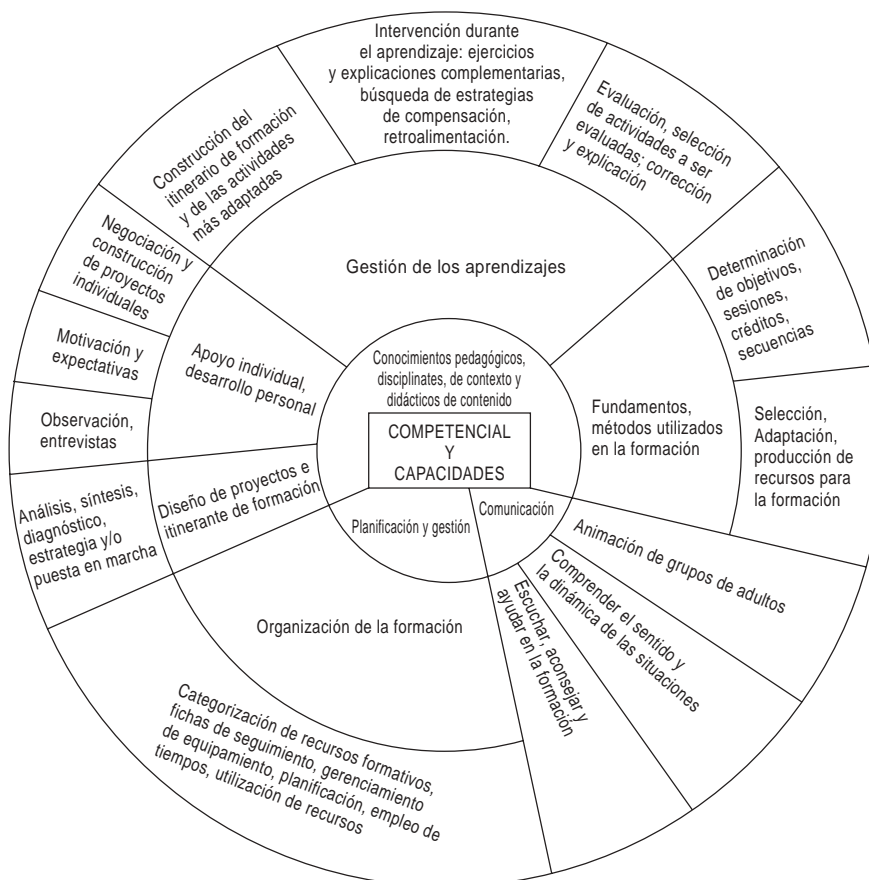 Intervención durante
el aprendizaje: ejercicios
y explicaciones complementarias,
búsqueda de estrategias
de compensación,
retroalimentación.
Evaluación, selección
de actividades a ser
evaluadas; corrección
y explicación
Determinación
de objetivos,
sesiones,
créditos,
secuencias
Selección,
Adaptación,
producción de
recursos para
la formación
Animación de grupos de adultos
Comprender el sentido y
la dinámica de las situaciones
Escuchar, aconsejar y
ayudar en la formación
Categorización de recursos formativos,
fichas de seguimiento, gerenciamiento
de equipamiento, planificación, empleo de
tiempos, utilización de recursos
Análisis, síntesis,
diagnóstico,
estrategia y/o
puesta en marcha
Observación,
entrevistas
Motivación y
expectativas
Negociación y
construcción
de proyectos
individuales
Construcción del
itinerario de formación
y de las actividades
más adaptadas
Gestión de los aprendizajes
Fundamentos,
métodos utilizados
en la formación
Organización de la formación
Diseño de proyectos e
itinerante de formación
Apoyo individual,
desarrollo personal
Conocimientos pedagógicos,
disciplinates, de contexto y
didácticos de contenido
COMPETENCIAL
Y
CAPACIDADES
Comunicación
Planificación y gestión